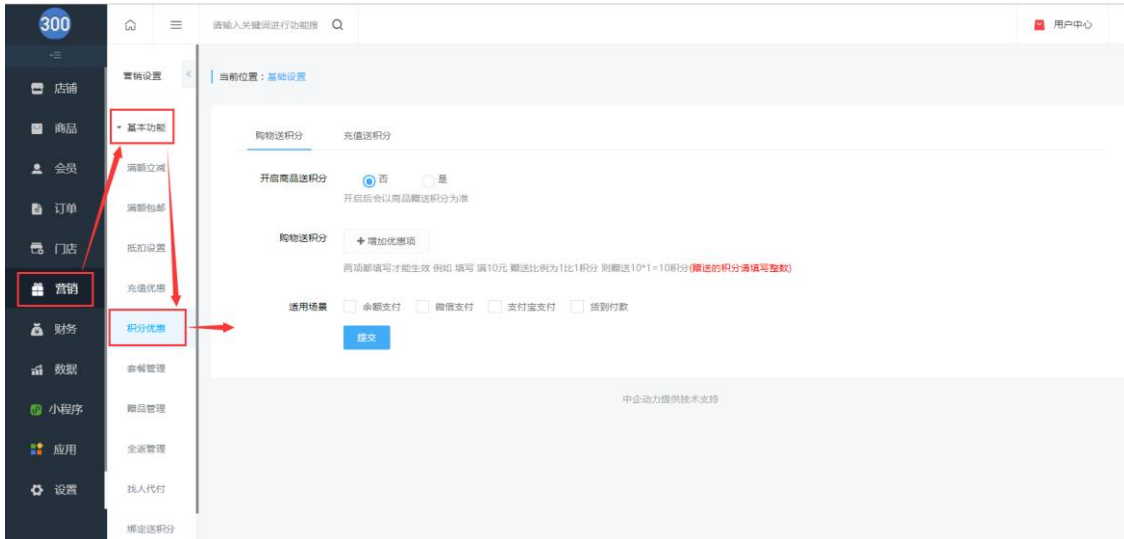 300
请输入关键词进行功能搜
用户中心
店铺
商品
会员
订单
门店
营销
财务
数据
小程序
应用
设置
营销设置
基本功能
满额立减
满额包邮
抵扣设置
充值优惠
积分优惠
套餐管理
赠品管理
全返管理
找人代付
绑定送积分
当前位置：基础设置
购物送积分 充值送积分
开启商品送积分 否 是
开启后会以商品赠送积分为准
购物送积分 +增加优惠项
两项都填写才能生效 例如 填写 满10元 赠送比例为1比1积分 则赠送10*1=10积分(赠送的积分请填写整数)
适用场景 余额支付 微信支付 支付宝支付 货到付款
提交
中企动力提供技术支持